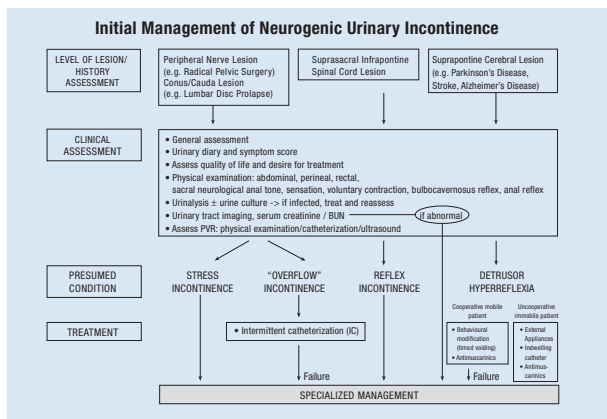 Initial Management of Neurogenic Urinary Incontinence
LEVEL OF LESION/
HISTORY
ASSESSMENT
Peripheral Nerve Lesion
(e.g. Radical Pelvic Surgery)
Conus/Cauda Lesion
(e.g. Lumbar Disc Prolapse)
Suprasacral Infrapontine
Spinal Cord Lesion
Suprapontine Cerebral Lesion
(e.g. Parkinson's Disease,
Stroke, Alzheimer's Disease)
CLINICAL
ASSESSMENT
• General assessment
• Urinary diary and symptom score
• Assess quality of life and desire for treatment
• Physical examination: abdominal, perineal, rectal,
sacral neurological anal tone, sensation, voluntary contraction, bulbocavernosus reflex, anal reflex
• Urinalysis ± urine culture -> if infected, treat and reassess
• Urinary tract imaging, serum creatinine / BUN
if abnormal
• Assess PVR: physical examination/catheterization/ultrasound
PRESUMED
CONDITION
STRESS
INCONTINENCE
"OVERFLOW"
INCONTINENCE
REFLEX
INCONTINENCE
DETRUSOR
HYPERREFLEXIA
TREATMENT
• Intermittent catheterization (IC)
Cooperative mobile
patient
• Behavioural
modification
(timed voiding)
• Antimuscarinics
Uncooperative
immobile patient
• External
Appliances
• Indwelling
catheter
• Antimus-
carinics
Failure
Failure
SPECIALIZED MANAGEMENT